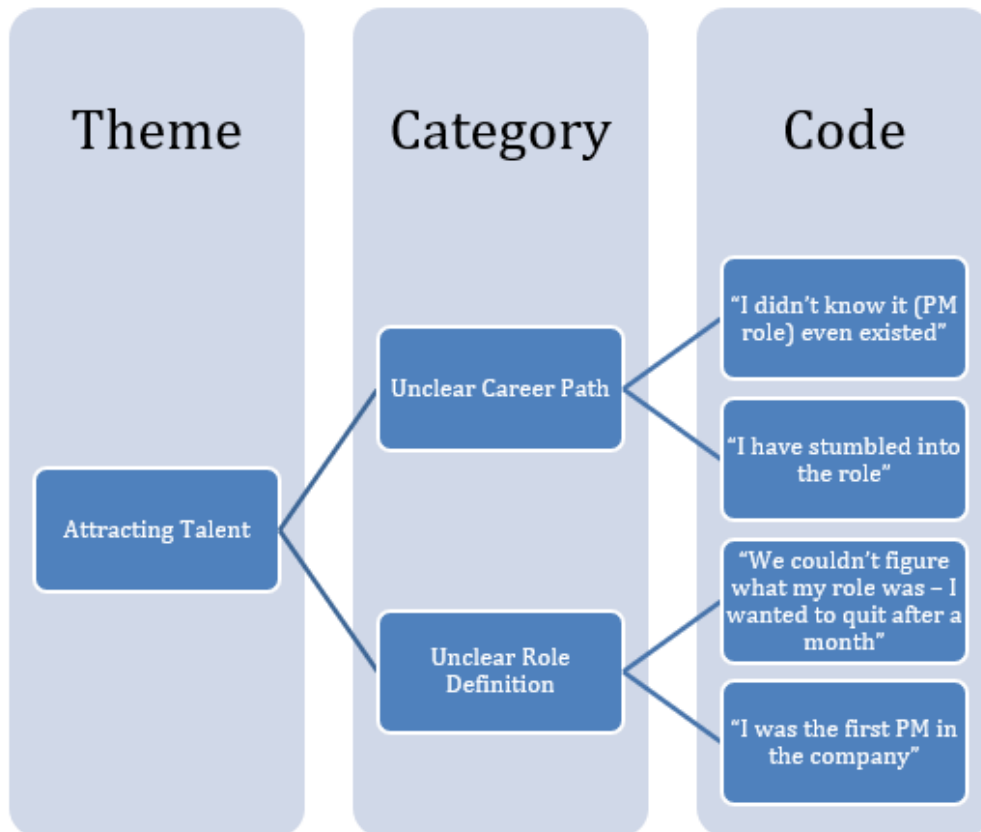 Theme
Category
Code
Attracting Talent
Unclear Career Path
Unclear Role
Definition
“I didn’t know it (PM
role) even existed”
“I have stumbled into
the role”
“We couldn’t figure
what my role was – I
wanted to quit after a
month”
“I was the first PM in
the company”